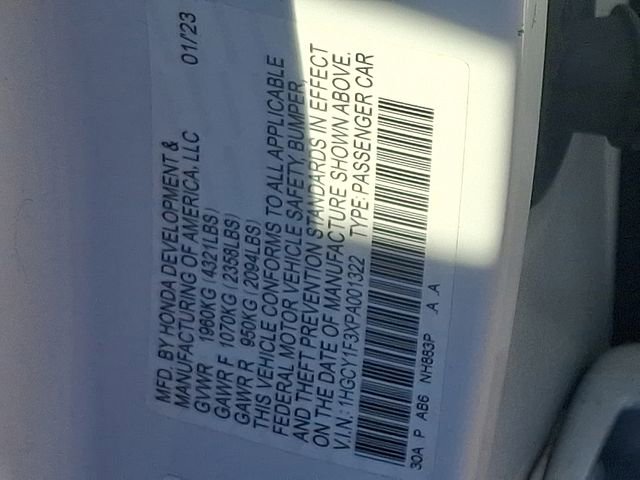 MFD. BY HONDA DEVELOPMENT &
MANUFACTURING OF AMERICA, LLC 01/'23
GVWR 1960KG (4321LBS)
GAWR F 1070KG (2358LBS)
GAWR R 950KG (2094LBS)
THIS VEHICLE CONFORMS TO ALL APPLICABLE
FEDERAL MOTOR VEHICLE SAFETY, BUMPER,
AND THEFT PREVENTION STANDARDS IN EFFECT
ON THE DATE OF MANUFACTURE SHOWN ABOVE.
V.I.N.: 1HGCY1F3XPA001322 TYPE: PASSENGER CAR
30A P AB6 NH883P A A